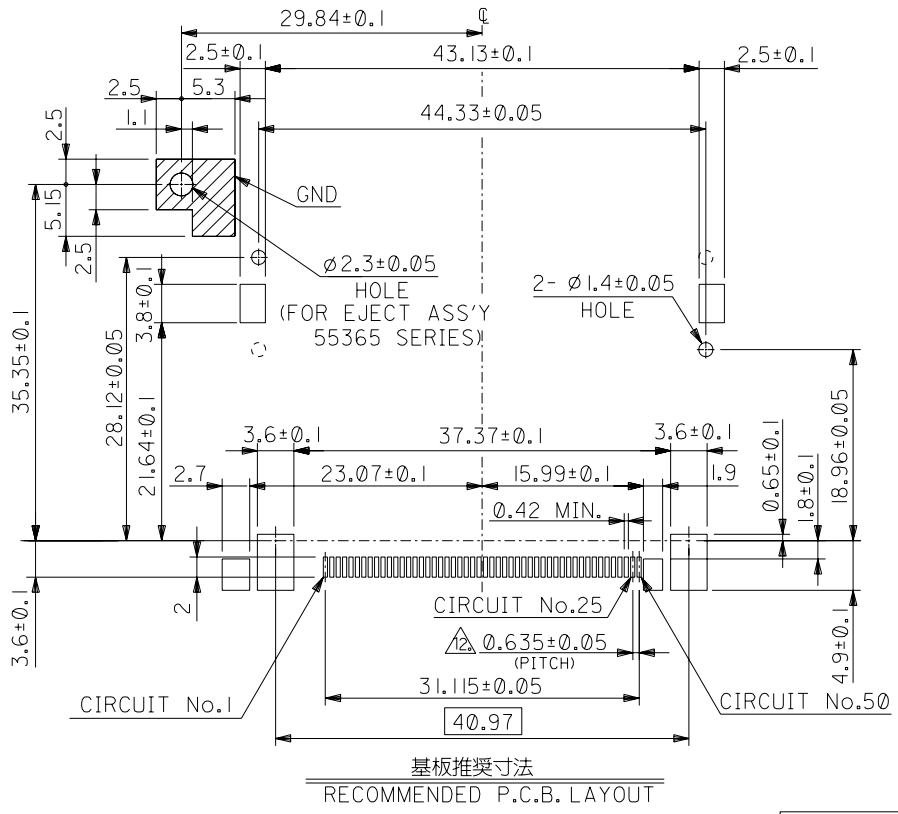 29.84±0.1
℄
2.5±0.1
43.13±0.1
2.5±0.1
2.5
5.3
1.1
44.33±0.05
2.5
5.15
2.5
GND
ø2.3±0.05
HOLE
(FOR EJECT ASS'Y
55365 SERIES)
2- ø1.4±0.05
HOLE
3.8±0.1
35.35±0.1
28.12±0.05
21.64±0.1
18.96±0.05
3.6±0.1
37.37±0.1
3.6±0.1
0.65±0.1
1.8±0.1
2.7
23.07±0.1
15.99±0.1
1.9
0.42 MIN.
2
3.6±0.1
4.9±0.1
CIRCUIT No.25
12. 0.635±0.05
(PITCH)
31.115±0.05
CIRCUIT No.1
CIRCUIT No.50
40.97
基板推奨寸法
RECOMMENDED P.C.B. LAYOUT